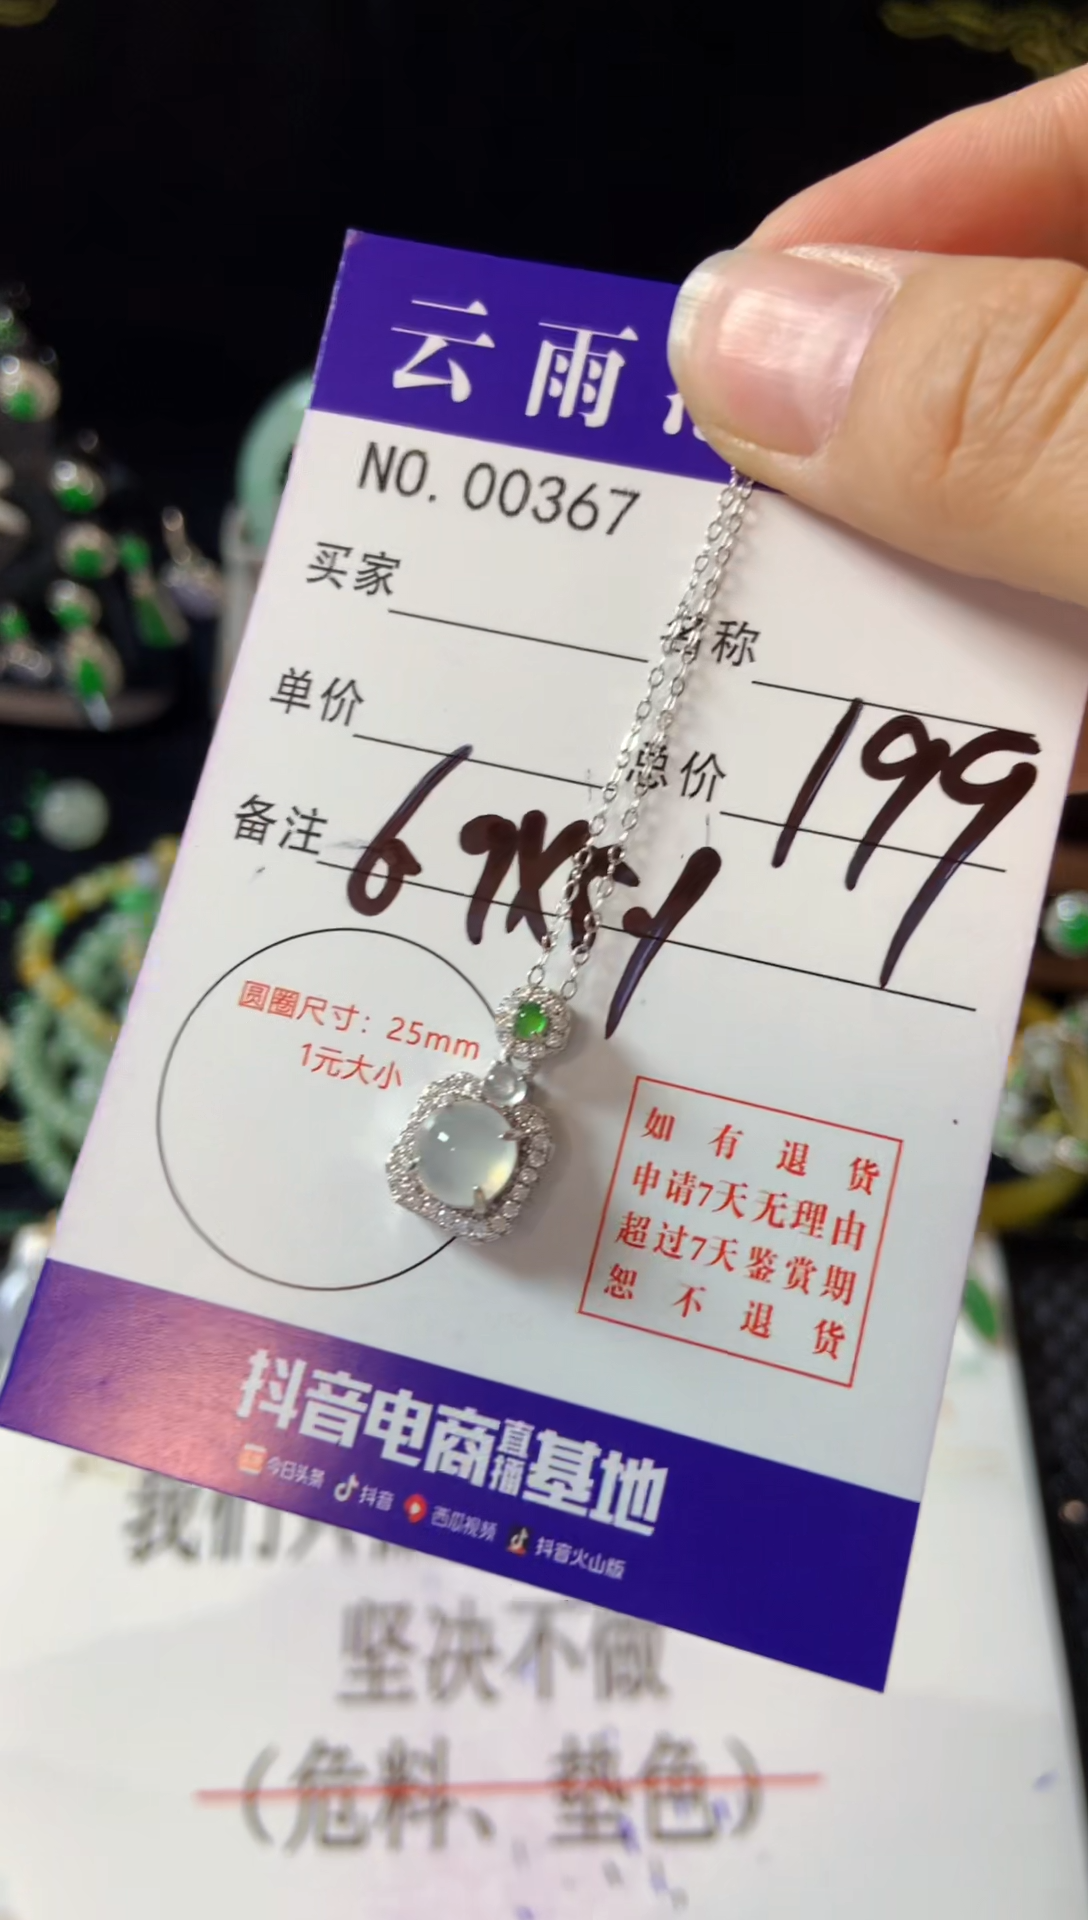 云雨
NO. 00367
买家
名称
单价
总价 199
备注
圆圈尺寸：25mm
1元大小
如有退货
申请7天无理由
超过7天鉴赏期
恕不退货
抖音电商直播基地
今日头条 抖音 西瓜视频 抖音火山版
我们
坚决不做
（危料、垫色）